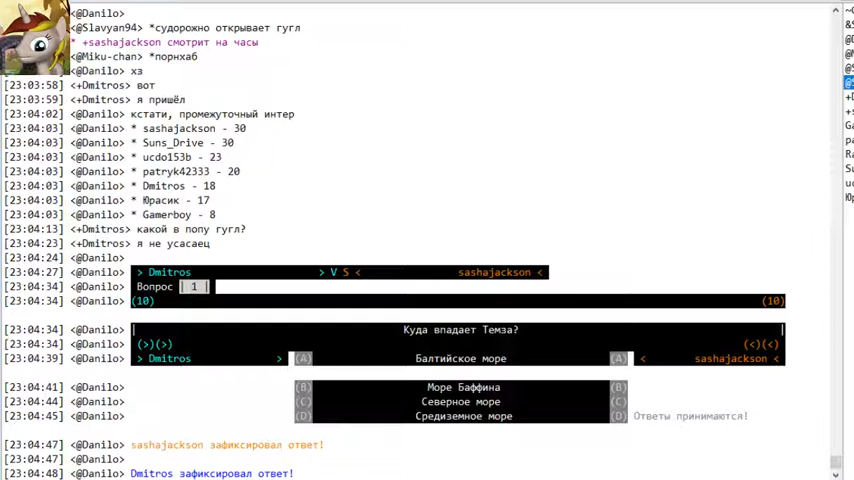 <@Danilo>
<@Slavyan94> *судорожно открывает гугл
* +sashajackson смотрит на часы
<@Miku-chan> *порнхаб
<@Danilo> хз
[23:03:58] <+Dmitros> вот
[23:03:59] <+Dmitros> я пришёл
[23:04:02] <@Danilo> кстати, промежуточный интер
[23:04:03] <@Danilo> * sashajackson - 30
[23:04:03] <@Danilo> * Suns_Drive - 30
[23:04:03] <@Danilo> * ucdo153b - 23
[23:04:03] <@Danilo> * patryk42333 - 20
[23:04:03] <@Danilo> * Dmitros - 18
[23:04:03] <@Danilo> * Юрасик - 17
[23:04:03] <@Danilo> * Gamerboy - 8
[23:04:13] <+Dmitros> какой в попу гугл?
[23:04:23] <+Dmitros> я не усасаец
[23:04:24] <@Danilo>
[23:04:27] <@Danilo> > Dmitros > V S < sashajackson <
[23:04:34] <@Danilo> Вопрос | 1 |
[23:04:34] <@Danilo> (10) (10)
[23:04:34] <@Danilo> | Куда впадает Темза? |
[23:04:34] <@Danilo> (>)(>) (<)(<)
[23:04:39] <@Danilo> > Dmitros > (A) Балтийское море (A) < sashajackson <
[23:04:41] <@Danilo> (B) Море Баффина (B)
[23:04:44] <@Danilo> (C) Северное море (C)
[23:04:45] <@Danilo> (D) Средиземное море (D) Ответы принимаются!
[23:04:47] <@Danilo> sashajackson зафиксировал ответ!
[23:04:47] <@Danilo>
[23:04:48] <@Danilo> Dmitros зафиксировал ответ!